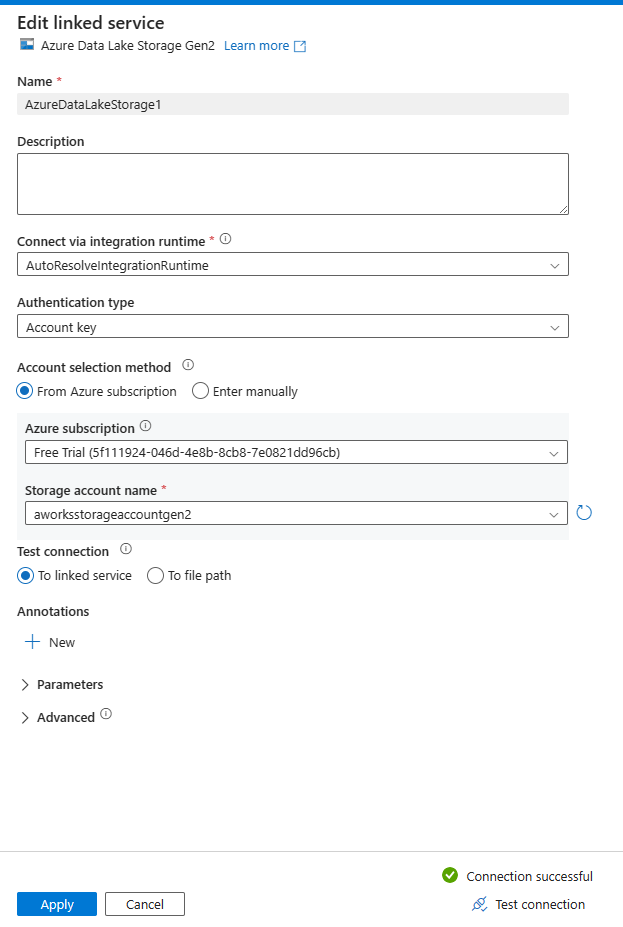 Edit linked service
Azure Data Lake Storage Gen2 Learn more
Name *
AzureDataLakeStorage1
Description
Connect via integration runtime *
AutoResolveIntegrationRuntime
Authentication type
Account key
Account selection method
From Azure subscription Enter manually
Azure subscription
Free Trial (5f111924-046d-4e8b-8cb8-7e0821dd96cb)
Storage account name *
aworksstorageaccountgen2
Test connection
To linked service To file path
Annotations
New
Parameters
Advanced
Connection successful
Apply Cancel Test connection